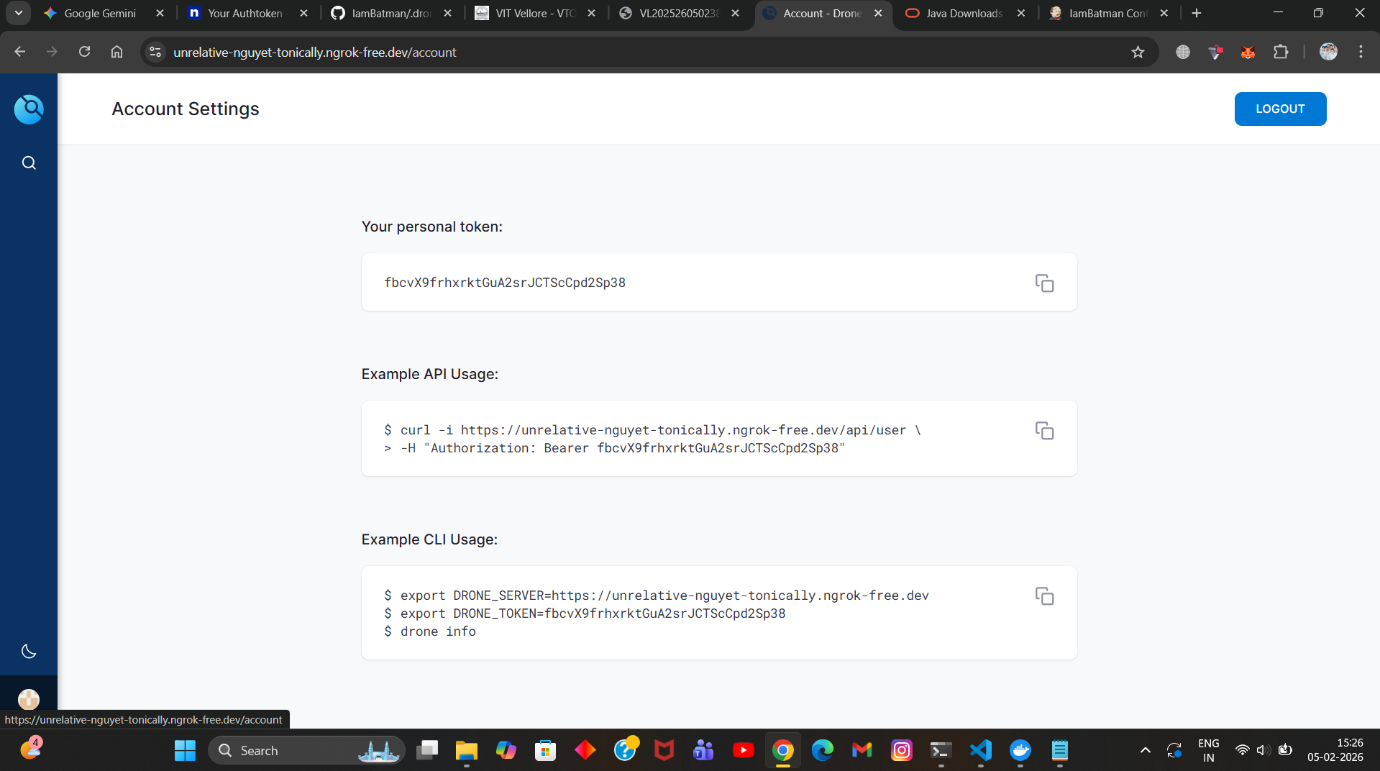 Google Gemini
Your Authtoken
IamBatman/.dro
VIT Vellore - VTO
VL202526050238
Account - Drone
Java Downloads
IamBatman Con
unrelative-nguyet-tonically.ngrok-free.dev/account
Account Settings
LOGOUT
Your personal token:
fbcvX9frhxrktGuA2srJCTScCpd2Sp38
Example API Usage:
$ curl -i https://unrelative-nguyet-tonically.ngrok-free.dev/api/user \
> -H "Authorization: Bearer fbcvX9frhxrktGuA2srJCTScCpd2Sp38"
Example CLI Usage:
$ export DRONE_SERVER=https://unrelative-nguyet-tonically.ngrok-free.dev
$ export DRONE_TOKEN=fbcvX9frhxrktGuA2srJCTScCpd2Sp38
$ drone info
https://unrelative-nguyet-tonically.ngrok-free.dev/account
4
Search
ENG
IN
15:26
05-02-2026